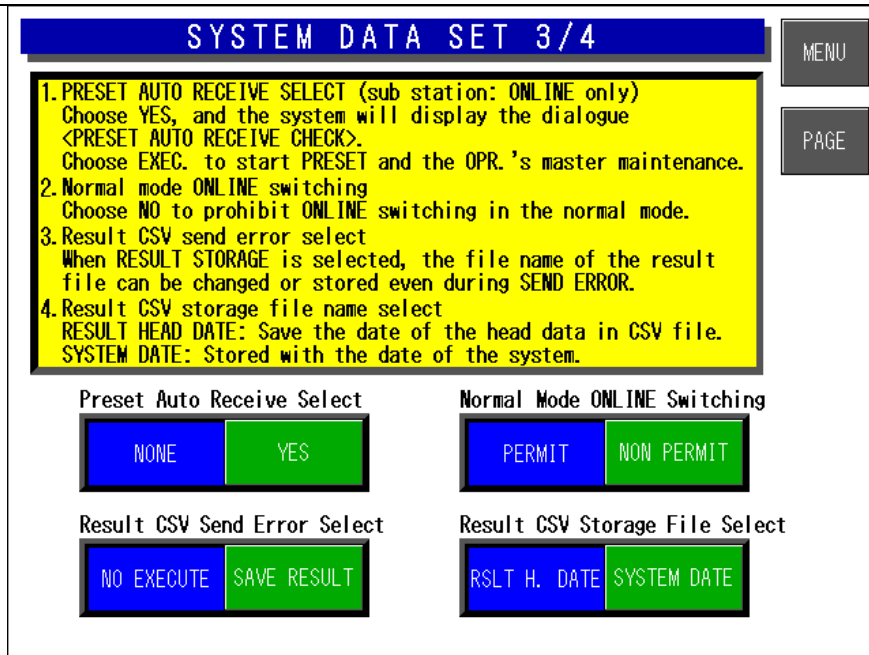 SYSTEM DATA SET 3/4
MENU
PAGE
1.PRESET AUTO RECEIVE SELECT (sub station: ONLINE only)
Choose YES, and the system will display the dialogue
<PRESET AUTO RECEIVE CHECK>.
Choose EXEC. to start PRESET and the OPR.'s master maintenance.
2.Normal mode ONLINE switching
Choose NO to prohibit ONLINE switching in the normal mode.
3.Result CSV send error select
When RESULT STORAGE is selected, the file name of the result
file can be changed or stored even during SEND ERROR.
4.Result CSV storage file name select
RESULT HEAD DATE: Save the date of the head data in CSV file.
SYSTEM DATE: Stored with the date of the system.
Preset Auto Receive Select
NONE YES
Normal Mode ONLINE Switching
PERMIT NON PERMIT
Result CSV Send Error Select
NO EXECUTE SAVE RESULT
Result CSV Storage File Select
RSLT H. DATE SYSTEM DATE